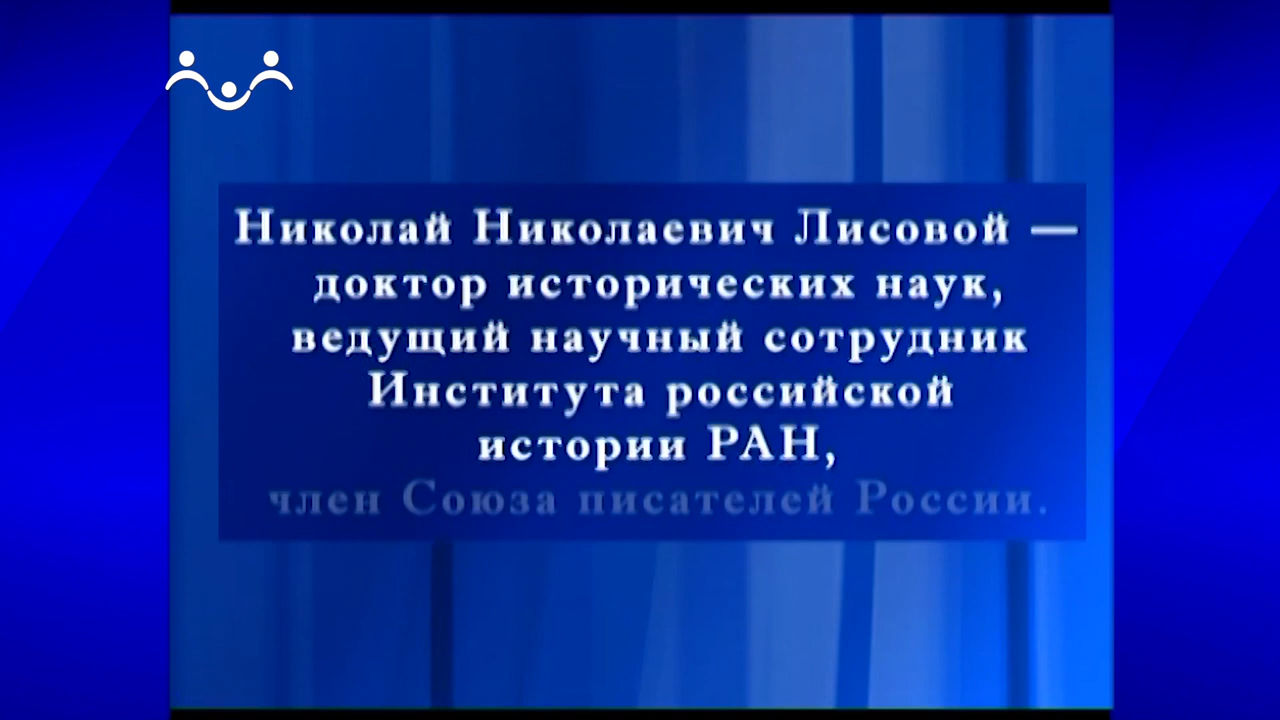 Николай Николаевич Лисовой —
доктор исторических наук,
ведущий научный сотрудник
Института российской
истории РАН,
член Союза писателей России.